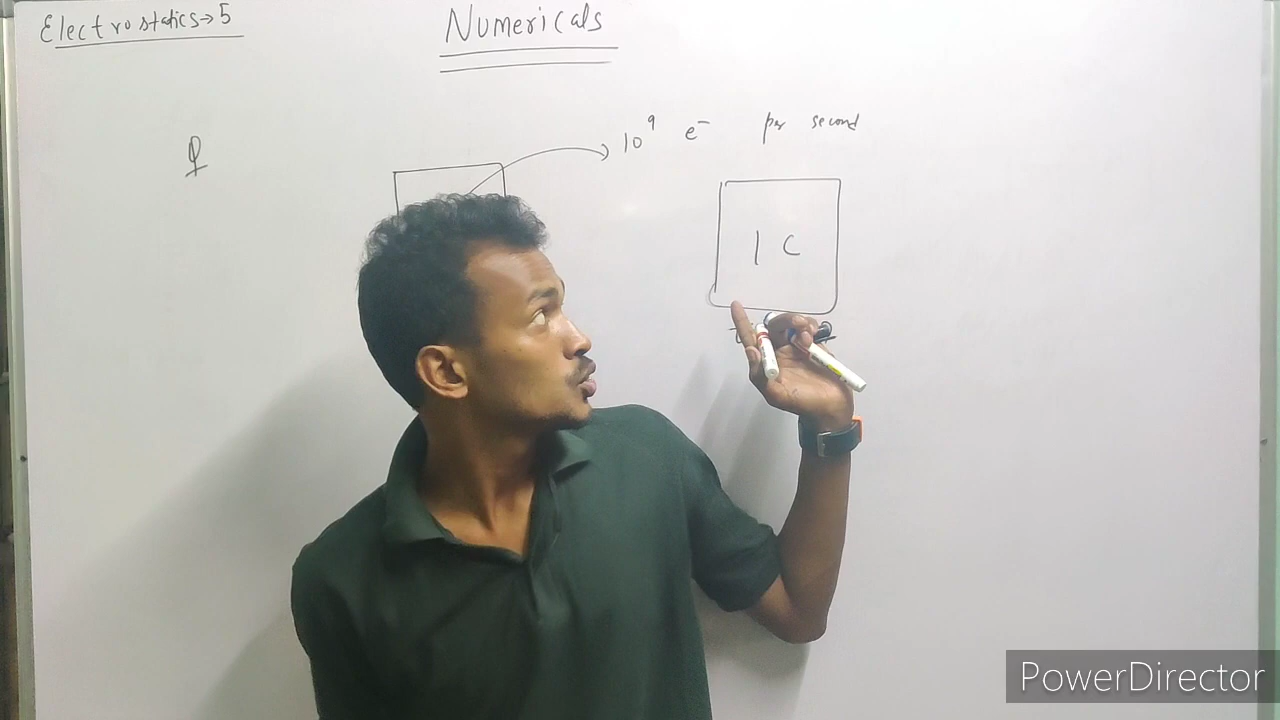 Electrostatics→5
Numericals
Q
10⁹ e⁻ per second
1 C
PowerDirector